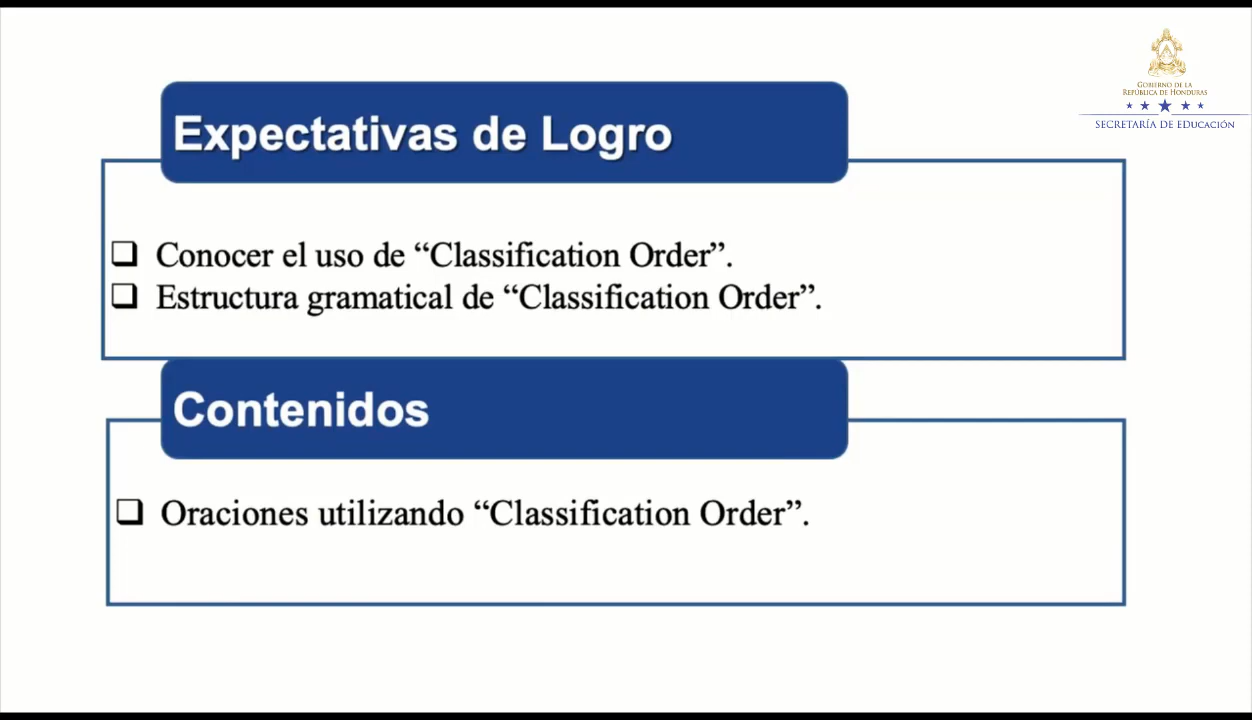 GOBIERNO DE LA
REPÚBLICA DE HONDURAS
SECRETARÍA DE EDUCACIÓN
Expectativas de Logro
Conocer el uso de “Classification Order”.
Estructura gramatical de “Classification Order”.
Contenidos
Oraciones utilizando “Classification Order”.